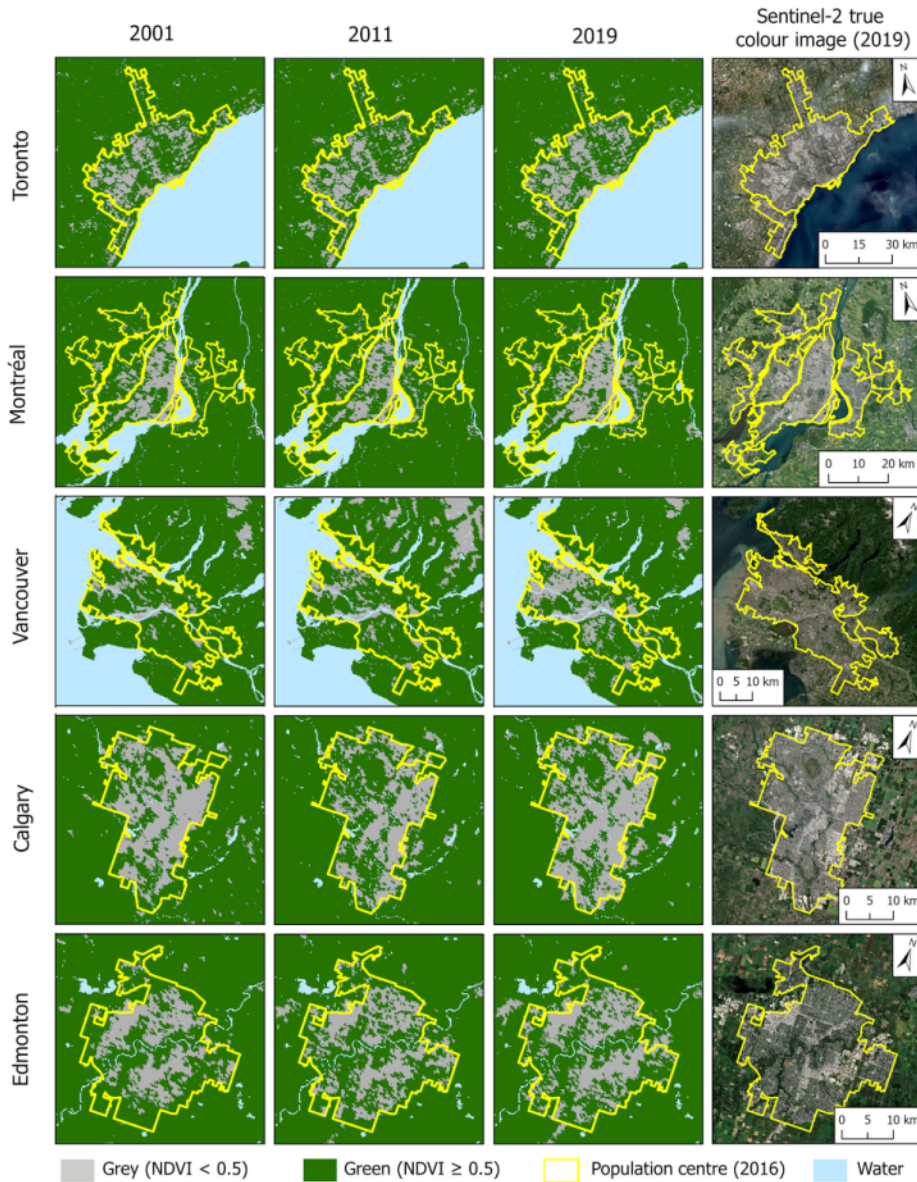 2001
2011
2019
Sentinel-2 true
colour image (2019)
Toronto
N
0 15 30 km
Montréal
N
0 10 20 km
Vancouver
N
0 5 10 km
Calgary
N
0 5 10 km
Edmonton
N
0 5 10 km
Grey (NDVI < 0.5)
Green (NDVI ≥ 0.5)
Population centre (2016)
Water